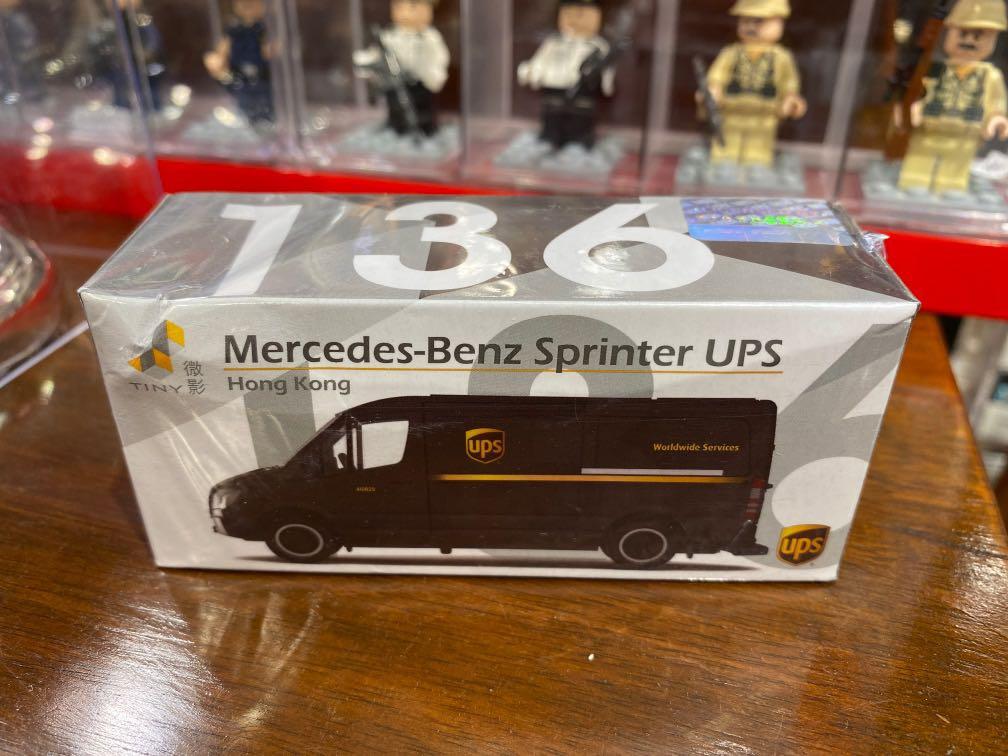 136
TINY 微影
Mercedes-Benz Sprinter UPS
Hong Kong
ups
Worldwide Services
ups